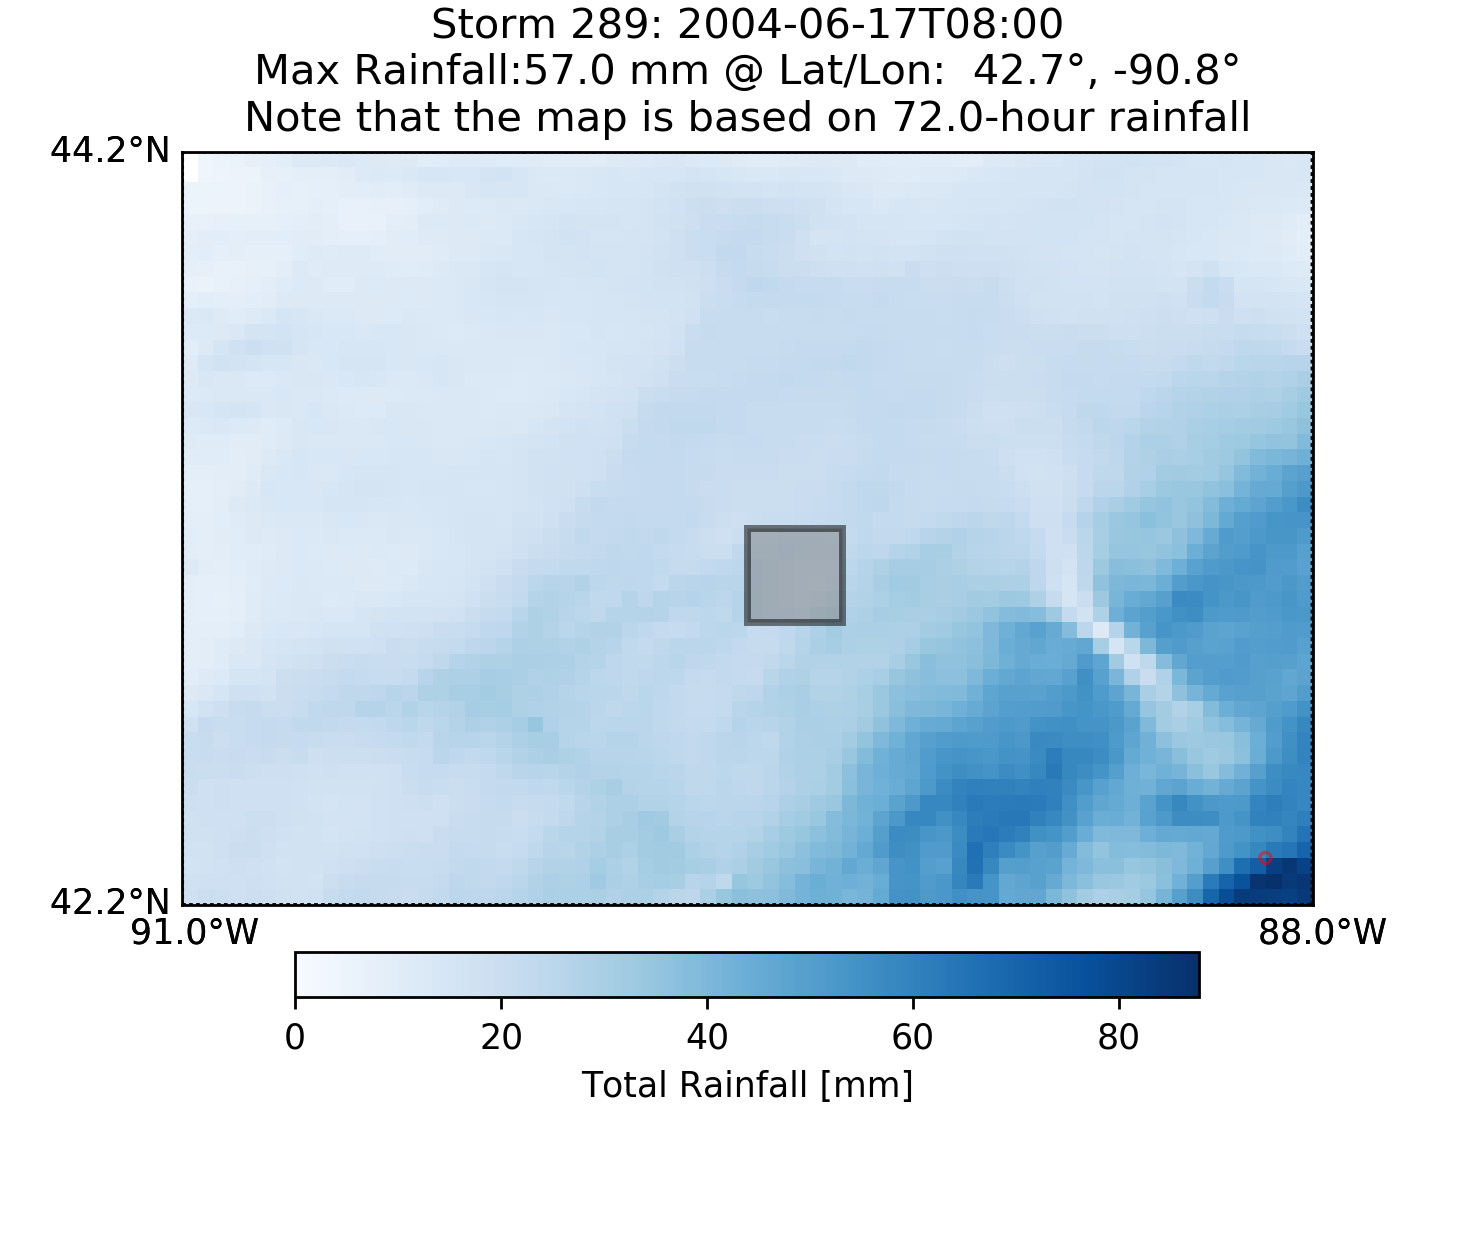 Storm 289: 2004-06-17T08:00
Max Rainfall:57.0 mm @ Lat/Lon:  42.7°, -90.8°
Note that the map is based on 72.0-hour rainfall
44.2°N
42.2°N
91.0°W
88.0°W
0 20 40 60 80
Total Rainfall [mm]